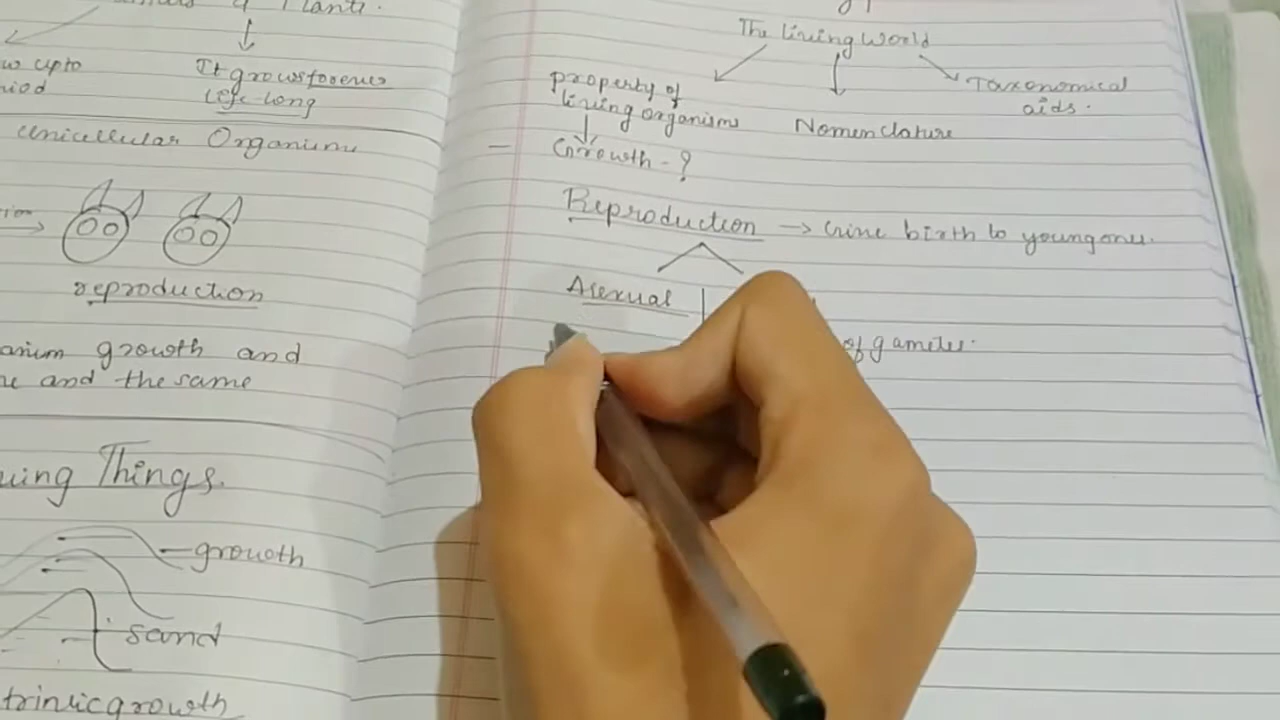 Plants.
up to
It grows forever
life long
unicellular Organism
reproduction
growth and
and the same
Things.
growth
sand
growth
The living World
property of
living organisms
Nomenclature
Taxonomical
aids.
- Growth - ?
Reproduction → Give birth to young ones.
Asexual
of gametes.